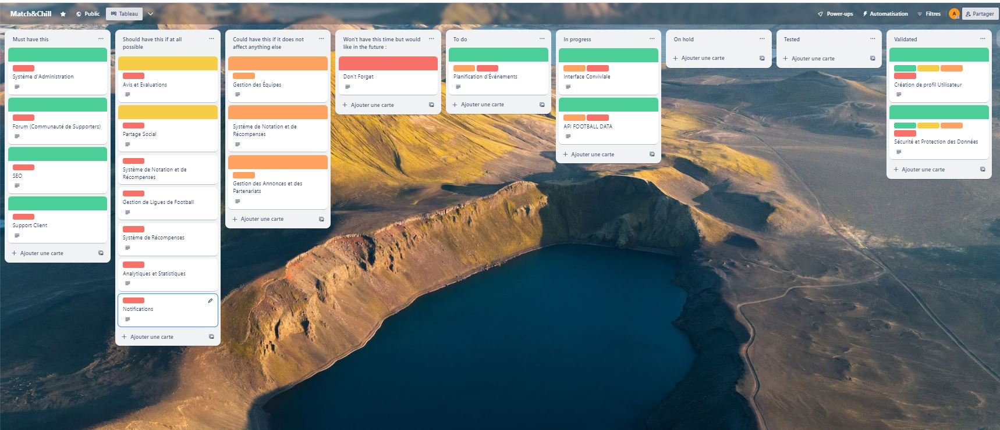 Match&Chill
Public
Tableau
Power-ups
Automatisation
Filtres
A
Partager
Must have this
Système d'Administration
Forum (Communauté de Supporters)
SEO
Support Client
Ajouter une carte
Should have this if at all
possible
Avis et Evaluations
Partage Social
Système de Notation et de
Récompenses
Gestion de Ligues de Football
Système de Récompenses
Analytiques et Statistiques
Notifications
Ajouter une carte
Could have this if it does not
affect anything else
Gestion des Équipes
Système de Notation et de
Récompenses
Gestion des Annonces et des
Partenariats
Ajouter une carte
Won't have this time but would
like in the future :
Don't Forget
Ajouter une carte
To do
Planification d'Événements
Ajouter une carte
In progress
Interface Conviviale
API FOOTBALL DATA
Ajouter une carte
On hold
Ajouter une carte
Tested
Ajouter une carte
Validated
Création de profil Utilisateur
Sécurité et Protection des Données
Ajouter une carte